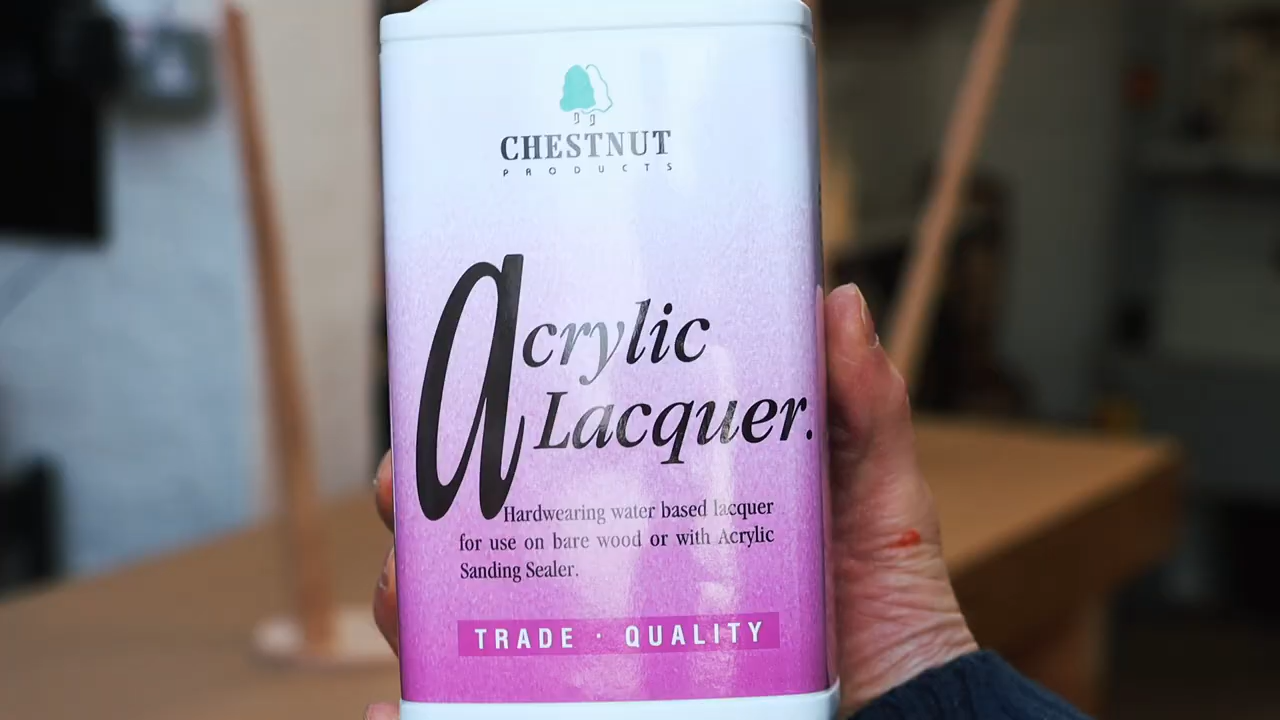 CHESTNUT
PRODUCTS
acrylic
Lacquer.
Hardwearing water based lacquer
for use on bare wood or with Acrylic
Sanding Sealer.
TRADE · QUALITY